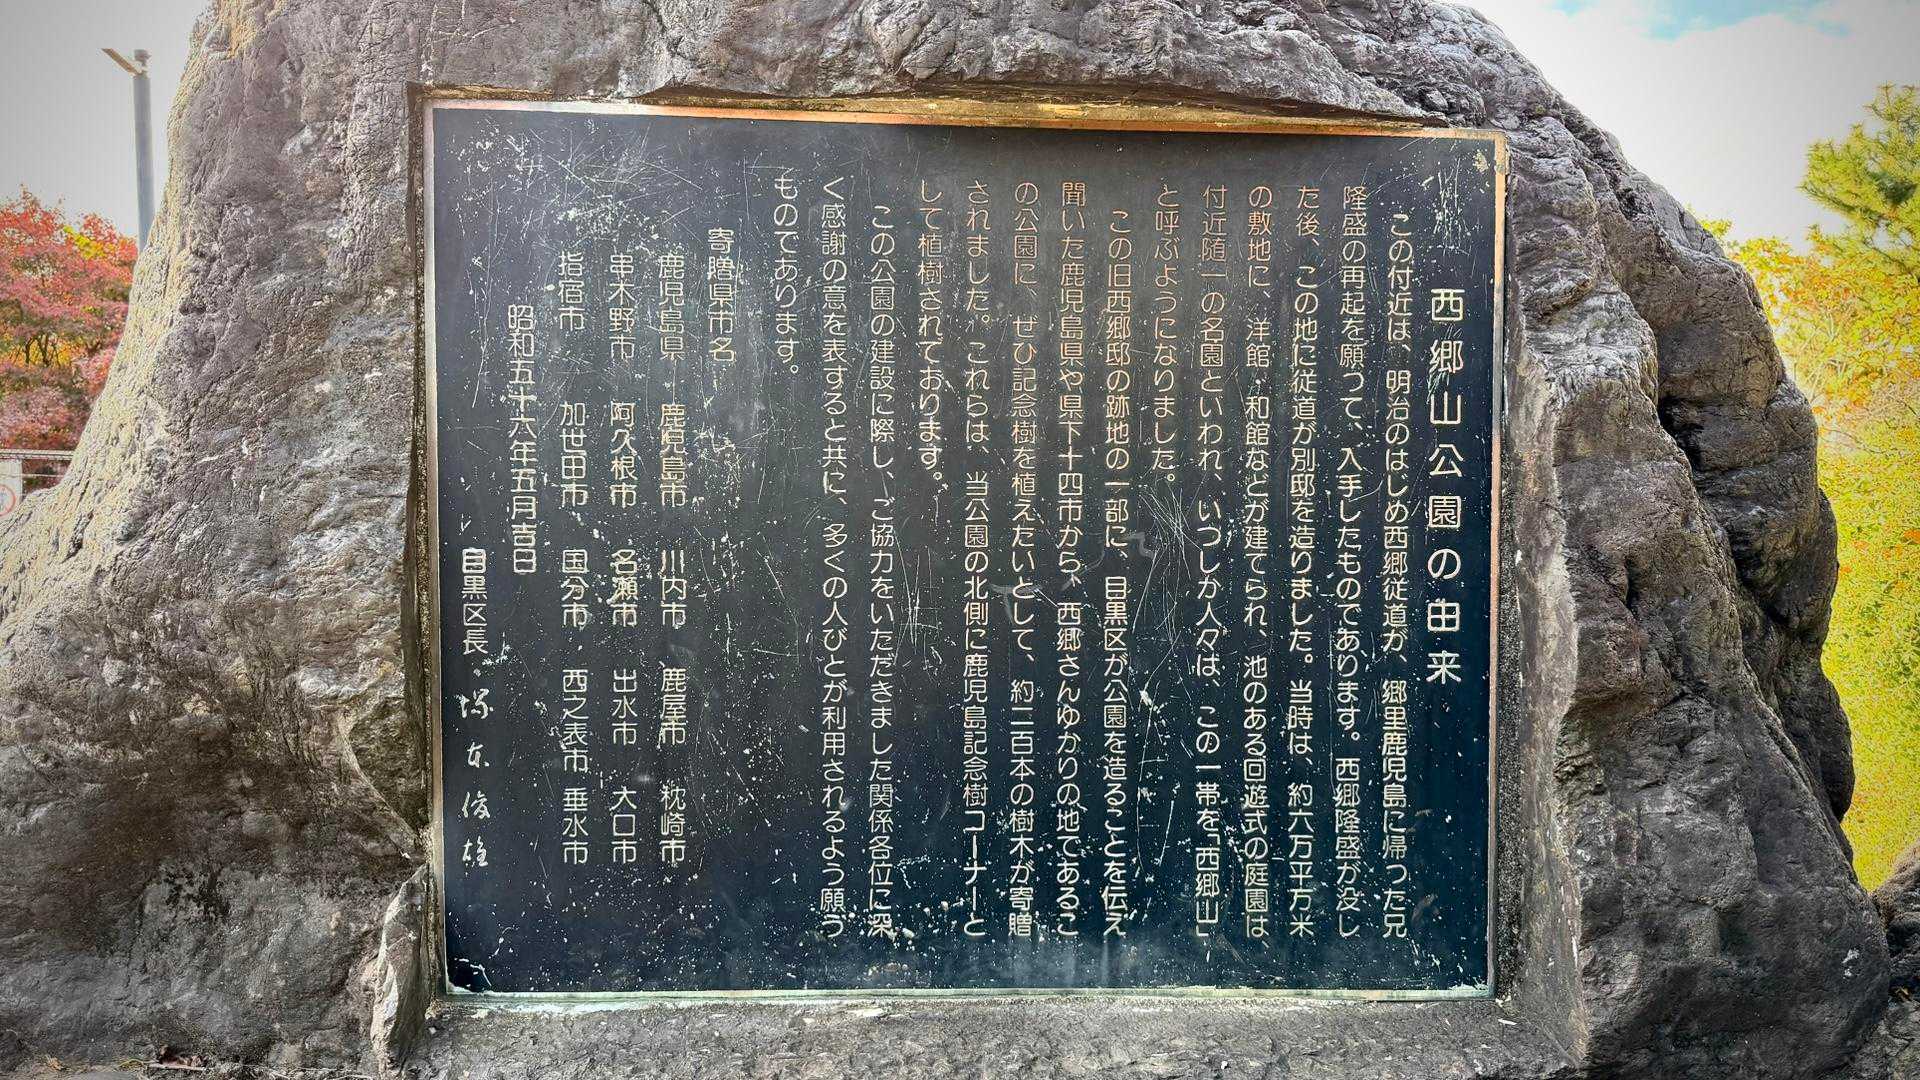 西郷山公園の由来
この付近は、明治のはじめ西郷従道が、郷里鹿児島に帰った兄
隆盛の再起を願って、入手したものであります。西郷隆盛が没し
た後、この地に従道が別邸を造りました。当時は、約六万平方米
の敷地に、洋館・和館などが建てられ、池のある回遊式の庭園は、
付近随一の名園といわれ、いつしか人々は、この一帯を「西郷山」
と呼ぶようになりました。
この旧西郷邸の跡地の一部に、目黒区が公園を造ることを伝え
聞いた鹿児島県や県下十四市から、西郷さんゆかりの地であるこ
の公園に、ぜひ記念樹を植えたいとして、約二百本の樹木が寄贈
されました。これらは、当公園の北側に鹿児島記念樹コーナーと
して植樹されております。
この公園の建設に際し、ご協力をいただきました関係各位に深
く感謝の意を表すると共に、多くの人びとが利用されるよう願う
ものであります。
寄贈県市名
鹿児島県 鹿児島市 川内市 鹿屋市 枕崎市
串木野市 阿久根市 名瀬市 出水市 大口市
指宿市 加世田市 国分市 西之表市 垂水市
昭和五十六年五月吉日
目黒区長 塚本俊雄